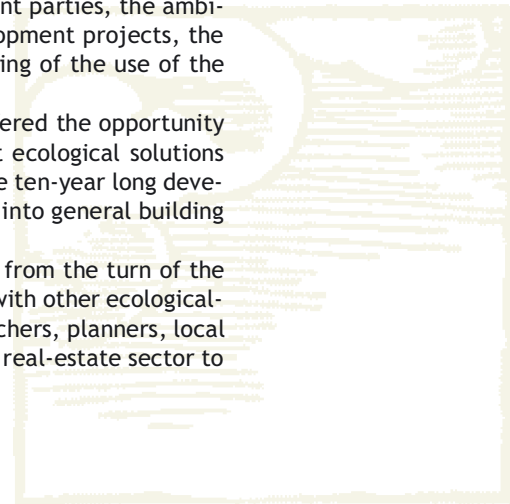 nt parties, the ambi-
opment projects, the
ing of the use of the
ered the opportunity
t ecological solutions
e ten-year long deve-
into general building
from the turn of the
with other ecological-
chers, planners, local
real-estate sector to